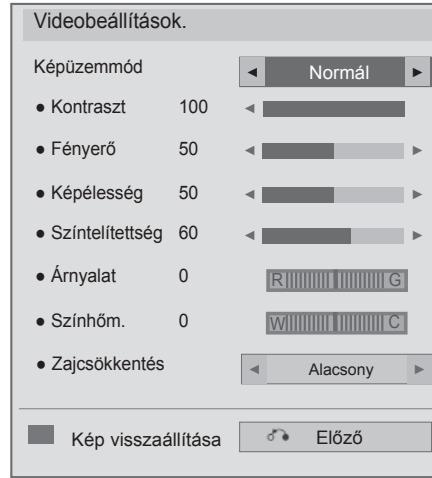 Videobeállítások.
Képüzemmód ◄ Normál ►
● Kontraszt 100 ◄
● Fényerő 50 ◄ ►
● Képélesség 50 ◄ ►
● Színtelítettség 60 ◄ ►
● Árnyalat 0 R G
● Színhőm. 0 W C
● Zajcsökkentés ◄ Alacsony ►
Kép visszaállítása Előző